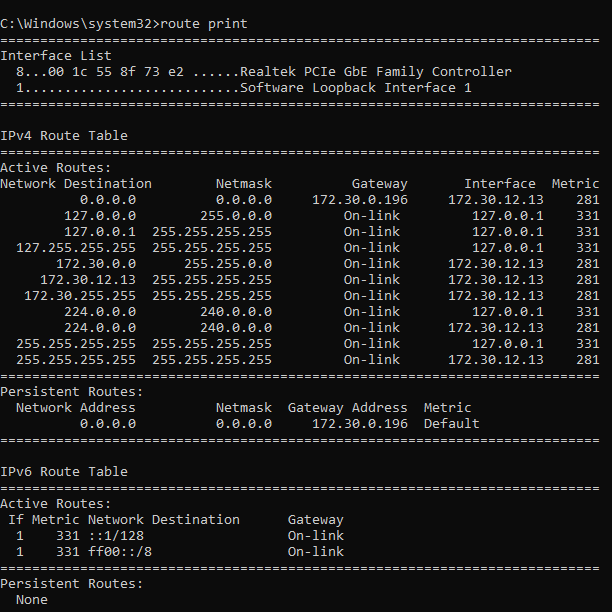 C:\Windows\system32>route print
===========================================================================
Interface List
  8...00 1c 55 8f 73 e2 ......Realtek PCIe GbE Family Controller
  1...........................Software Loopback Interface 1
===========================================================================

IPv4 Route Table
===========================================================================
Active Routes:
Network Destination        Netmask          Gateway       Interface  Metric
          0.0.0.0          0.0.0.0     172.30.0.196     172.30.12.13    281
        127.0.0.0        255.0.0.0         On-link         127.0.0.1    331
        127.0.0.1  255.255.255.255         On-link         127.0.0.1    331
  127.255.255.255  255.255.255.255         On-link         127.0.0.1    331
       172.30.0.0      255.255.0.0         On-link      172.30.12.13    281
     172.30.12.13  255.255.255.255         On-link      172.30.12.13    281
   172.30.255.255  255.255.255.255         On-link      172.30.12.13    281
        224.0.0.0        240.0.0.0         On-link         127.0.0.1    331
        224.0.0.0        240.0.0.0         On-link      172.30.12.13    281
  255.255.255.255  255.255.255.255         On-link         127.0.0.1    331
  255.255.255.255  255.255.255.255         On-link      172.30.12.13    281
===========================================================================
Persistent Routes:
  Network Address          Netmask  Gateway Address  Metric
          0.0.0.0          0.0.0.0     172.30.0.196  Default
===========================================================================

IPv6 Route Table
===========================================================================
Active Routes:
 If Metric Network Destination      Gateway
  1    331 ::1/128                  On-link
  1    331 ff00::/8                 On-link
===========================================================================
Persistent Routes:
  None